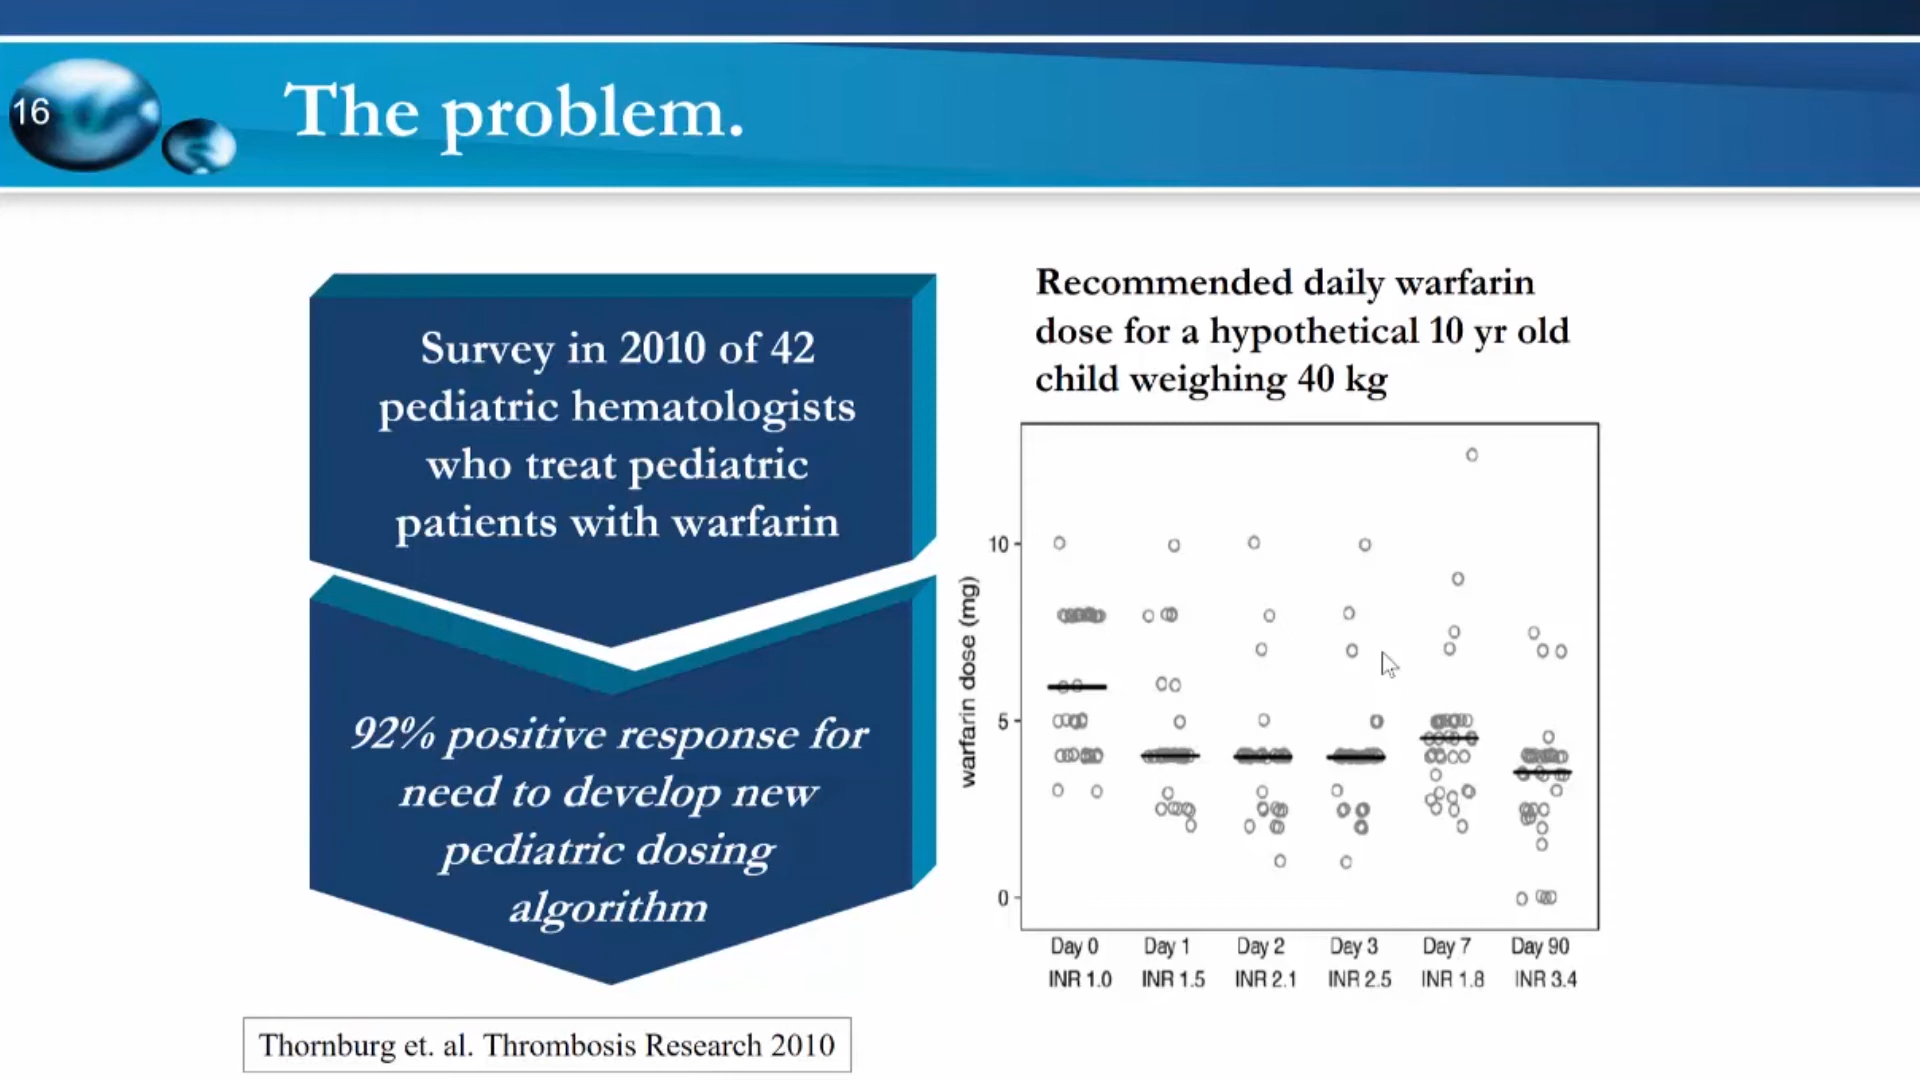 16
The problem.
Survey in 2010 of 42
pediatric hematologists
who treat pediatric
patients with warfarin
92% positive response for
need to develop new
pediatric dosing
algorithm
Thornburg et. al. Thrombosis Research 2010
Recommended daily warfarin
dose for a hypothetical 10 yr old
child weighing 40 kg
warfarin dose (mg)
10
5
0
Day 0 Day 1 Day 2 Day 3 Day 7 Day 90
INR 1.0 INR 1.5 INR 2.1 INR 2.5 INR 1.8 INR 3.4